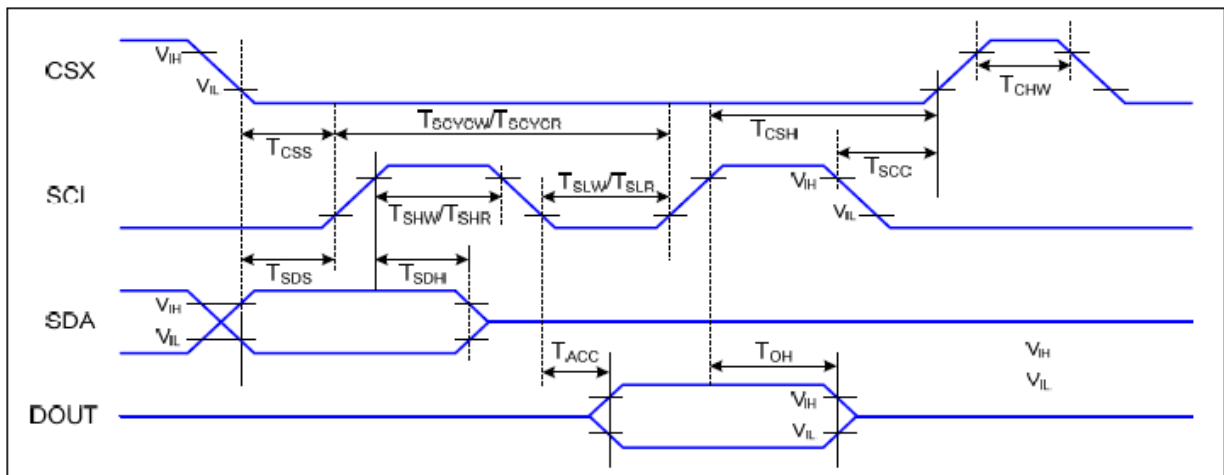 CSX
VIH
VIL
TCHW
TSCYCW/TSCYCR
TCSS
TCSH
TSCC
SCL
TSLW/TSLR
VIH
VIL
TSHW/TSHR
TSDS
TSDH
SDA
VIH
VIL
TACC
TOH
VIH
VIL
DOUT
VIH
VIL